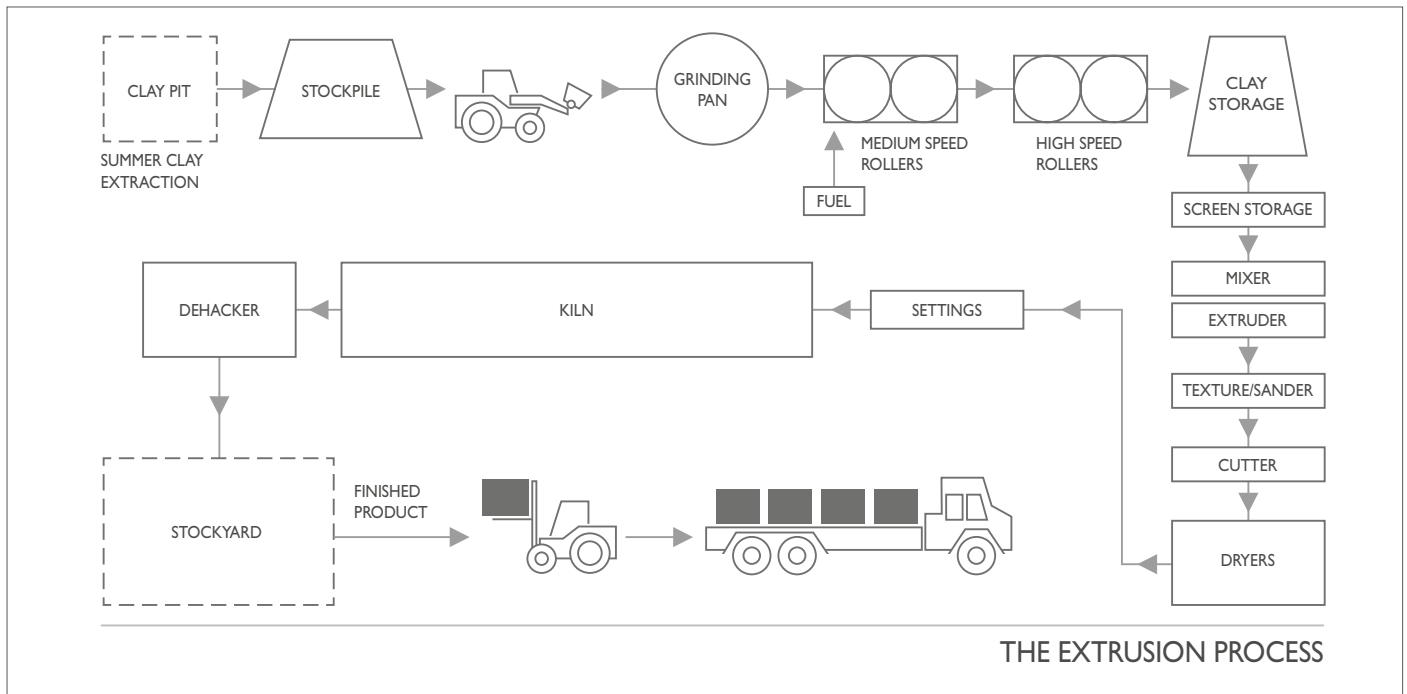 CLAY PIT
SUMMER CLAY
EXTRACTION
STOCKPILE
GRINDING
PAN
MEDIUM SPEED
ROLLERS
FUEL
HIGH SPEED
ROLLERS
CLAY
STORAGE
SCREEN STORAGE
MIXER
EXTRUDER
TEXTURE/SANDER
CUTTER
DRYERS
SETTINGS
KILN
DEHACKER
STOCKYARD
FINISHED
PRODUCT
THE EXTRUSION PROCESS